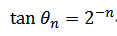 tan θₙ = 2⁻ⁿ.